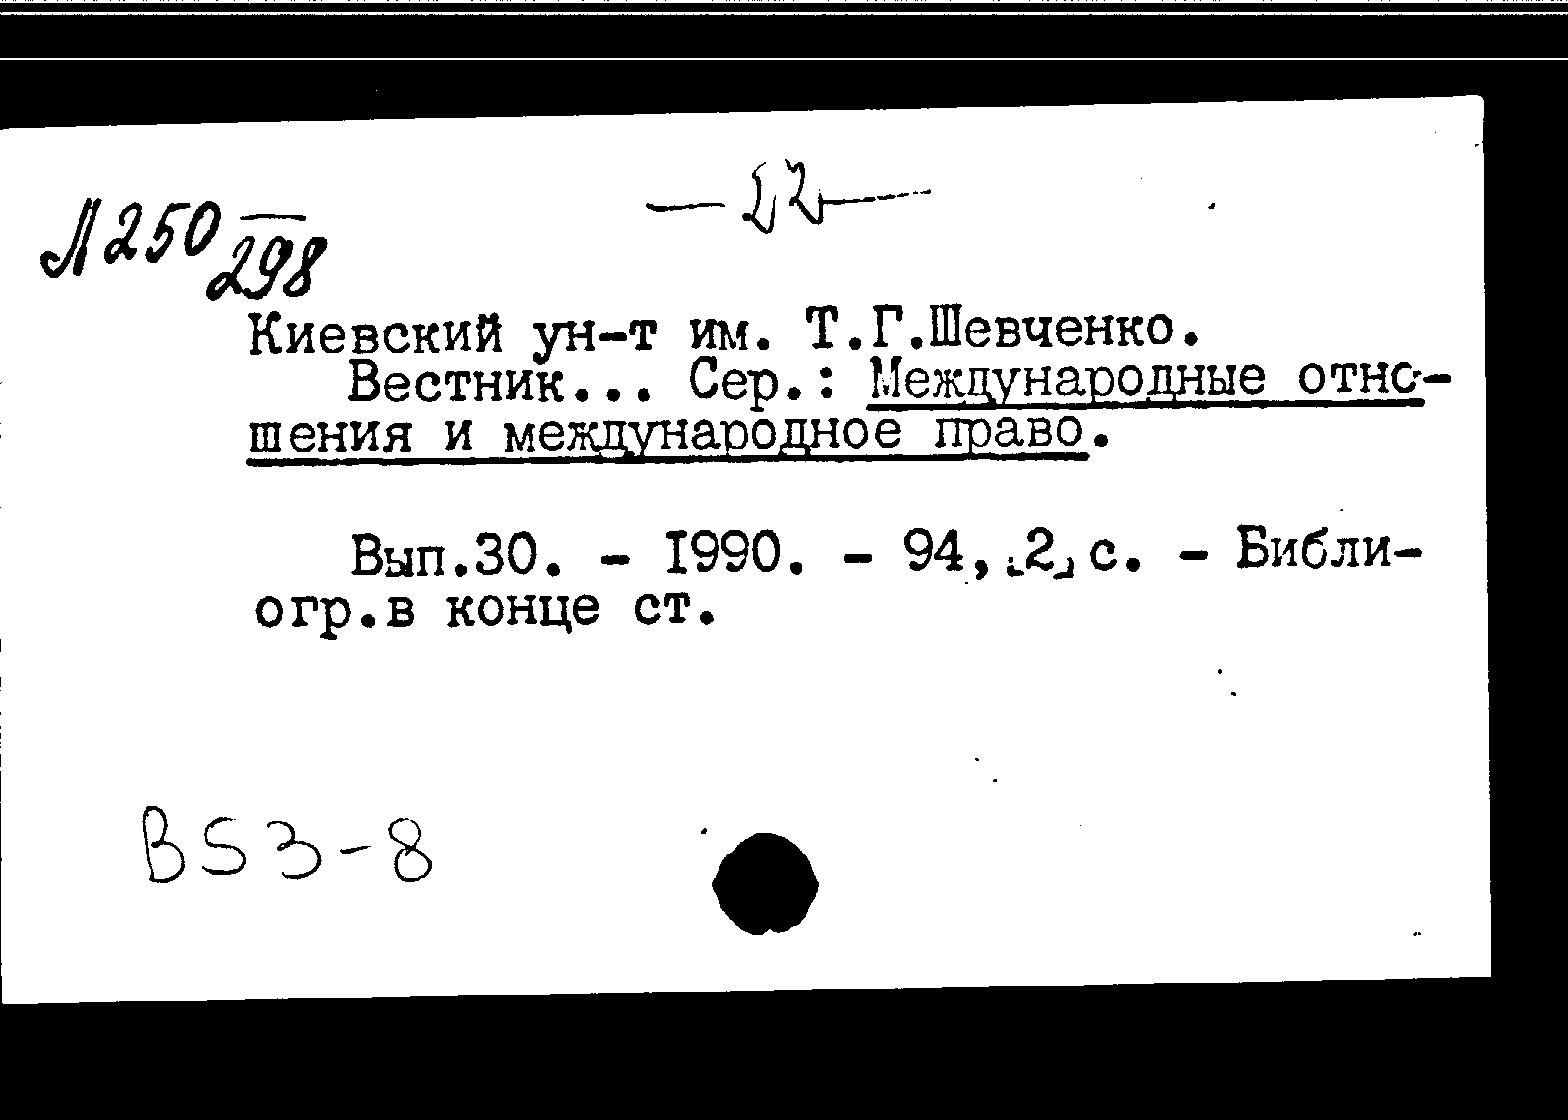 — 22 —
Л250
298
Киевский ун-т им. Т.Г.Шевченко.
Вестник... Сер.: Международные отно-
шения и международное право.
Вып.30. - 1990. - 94, [2] с. - Библи-
огр.в конце ст.
В53-8